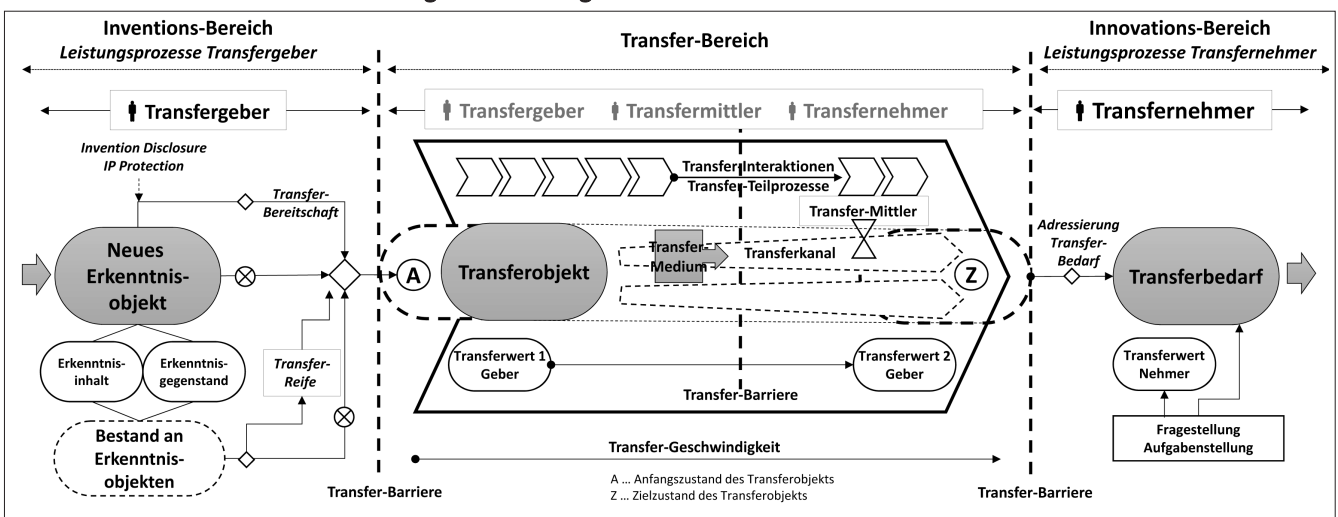 Inventions-Bereich
Leistungsprozesse Transfergeber
Transfer-Bereich
Innovations-Bereich
Leistungsprozesse Transfernehmer
Transfergeber
Transfergeber
Transfermittler
Transfernehmer
Transfernehmer
Invention Disclosure
IP Protection
Transfer-
Bereitschaft
Neues
Erkenntnis-
objekt
Erkenntnis-
inhalt
Erkenntnis-
gegenstand
Bestand an
Erkenntnis-
objekten
Transfer-
Reife
Transfer-Barriere
Transfer-Interaktionen
Transfer-Teilprozesse
Transfer-Mittler
A
Transferobjekt
Transfer-
Medium
Transferkanal
Z
Transferwert 1
Geber
Transferwert 2
Geber
Transfer-Barriere
Transfer-Geschwindigkeit
A ... Anfangszustand des Transferobjekts
Z ... Zielzustand des Transferobjekts
Adressierung
Transfer-
Bedarf
Transferbedarf
Transferwert
Nehmer
Fragestellung
Aufgabenstellung
Transfer-Barriere